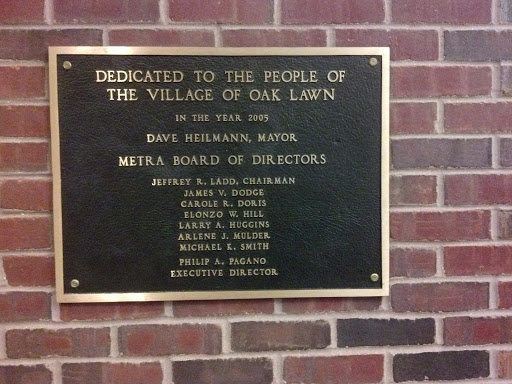 DEDICATED TO THE PEOPLE OF
THE VILLAGE OF OAK LAWN
IN THE YEAR 2005
DAVE HEILMANN, MAYOR
METRA BOARD OF DIRECTORS
JEFFREY R. LADD, CHAIRMAN
JAMES V. DODGE
CAROLE R. DORIS
ELONZO W. HILL
LARRY A. HUGGINS
ARLENE J. MULDER
MICHAEL K. SMITH
PHILIP A. PAGANO
EXECUTIVE DIRECTOR